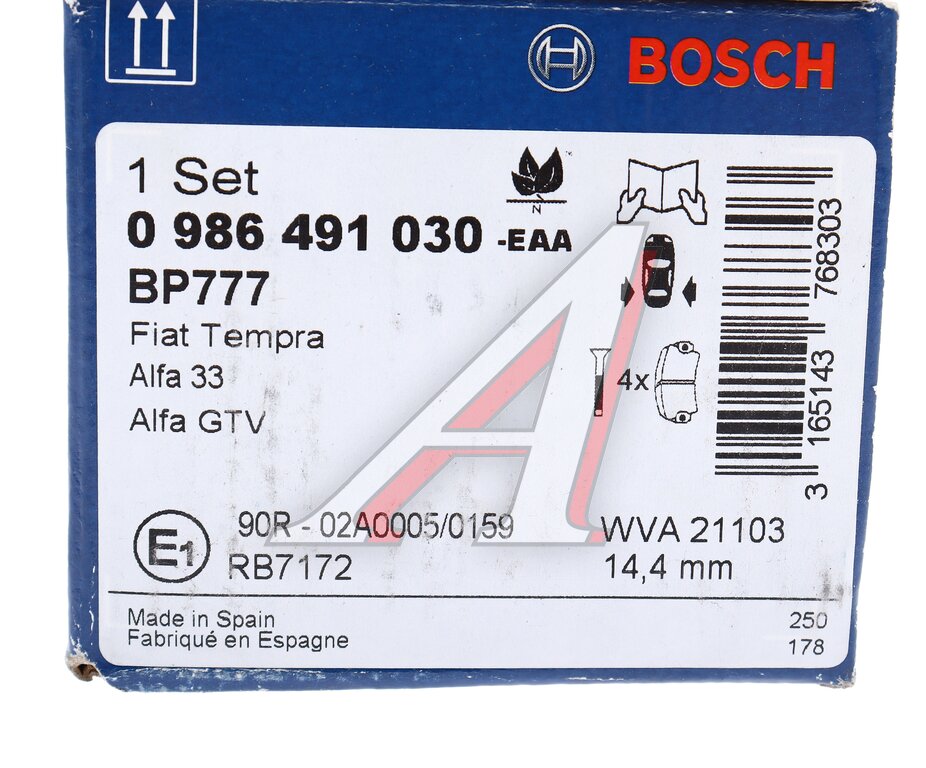 BOSCH
1 Set
N
0 986 491 030 -EAA
BP777
Fiat Tempra
Alfa 33
Alfa GTV
4x
3 165143 768303
E1
90R - 02A0005/0159
RB7172
WVA 21103
14,4 mm
Made in Spain
Fabriqué en Espagne
250
178